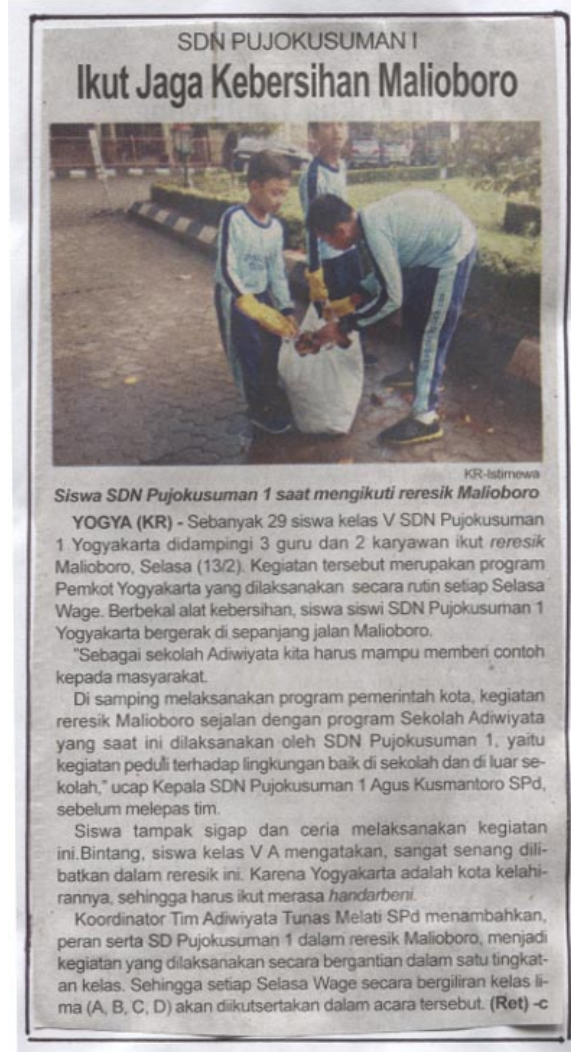 SDN PUJOKUSUMAN I
Ikut Jaga Kebersihan Malioboro
KR-Istimewa
Siswa SDN Pujokusuman 1 saat mengikuti reresik Malioboro
YOGYA (KR) - Sebanyak 29 siswa kelas V SDN Pujokusuman
1 Yogyakarta didampingi 3 guru dan 2 karyawan ikut reresik
Malioboro, Selasa (13/2). Kegiatan tersebut merupakan program
Pemkot Yogyakarta yang dilaksanakan secara rutin setiap Selasa
Wage. Berbekal alat kebersihan, siswa siswi SDN Pujokusuman 1
Yogyakarta bergerak di sepanjang jalan Malioboro.
"Sebagai sekolah Adiwiyata kita harus mampu memberi contoh
kepada masyarakat.
Di samping melaksanakan program pemerintah kota, kegiatan
reresik Malioboro sejalan dengan program Sekolah Adiwiyata
yang saat ini dilaksanakan oleh SDN Pujokusuman 1, yaitu
kegiatan peduli terhadap lingkungan baik di sekolah dan di luar se-
kolah," ucap Kepala SDN Pujokusuman 1 Agus Kusmantoro SPd,
sebelum melepas tim.
Siswa tampak sigap dan ceria melaksanakan kegiatan
ini.Bintang, siswa kelas V A mengatakan, sangat senang dili-
batkan dalam reresik ini. Karena Yogyakarta adalah kota kelahi-
rannya, sehingga harus ikut merasa handarbeni.
Koordinator Tim Adiwiyata Tunas Melati SPd menambahkan,
peran serta SD Pujokusuman 1 dalam reresik Malioboro, menjadi
kegiatan yang dilaksanakan secara bergantian dalam satu tingkat-
an kelas. Sehingga setiap Selasa Wage secara bergiliran kelas li-
ma (A, B, C, D) akan diikutsertakan dalam acara tersebut. (Ret) -c